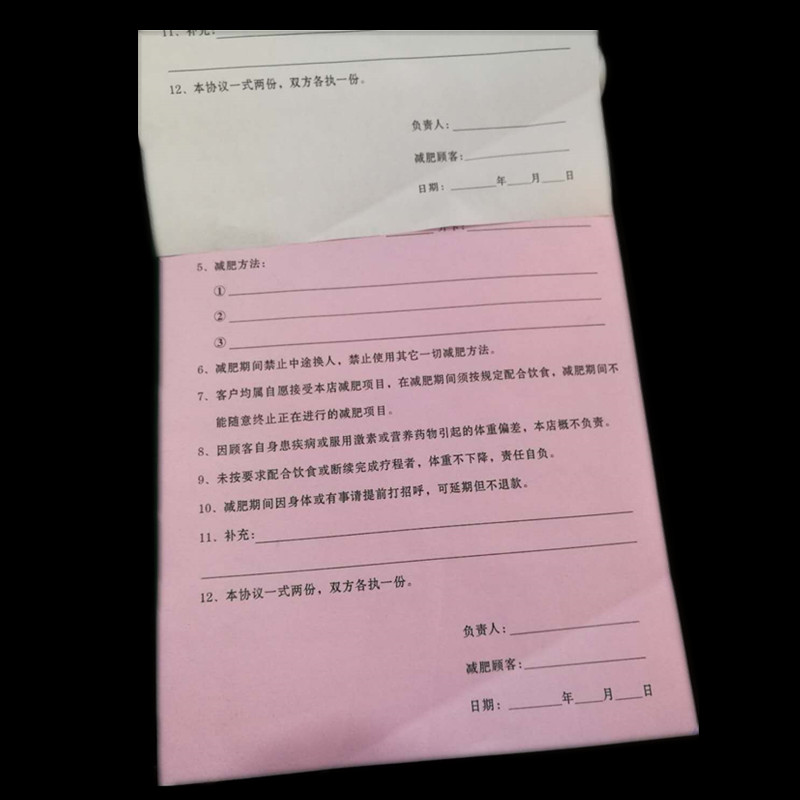 11、补充:
12、本协议一式两份，双方各执一份。
负责人:
减肥顾客:
日期: 年 月 日
5、减肥方法:
①
②
③
6、减肥期间禁止中途换人，禁止使用其它一切减肥方法。
7、客户均属自愿接受本店减肥项目，在减肥期间须按规定配合饮食，减肥期间不
能随意终止正在进行的减肥项目。
8、因顾客自身患疾病或服用激素或营养药物引起的体重偏差，本店概不负责。
9、未按要求配合饮食或断续完成疗程者，体重不下降，责任自负。
10、减肥期间因身体或有事请提前打招呼，可延期但不退款。
11、补充:
12、本协议一式两份，双方各执一份。
负责人:
减肥顾客:
日期: 年 月 日